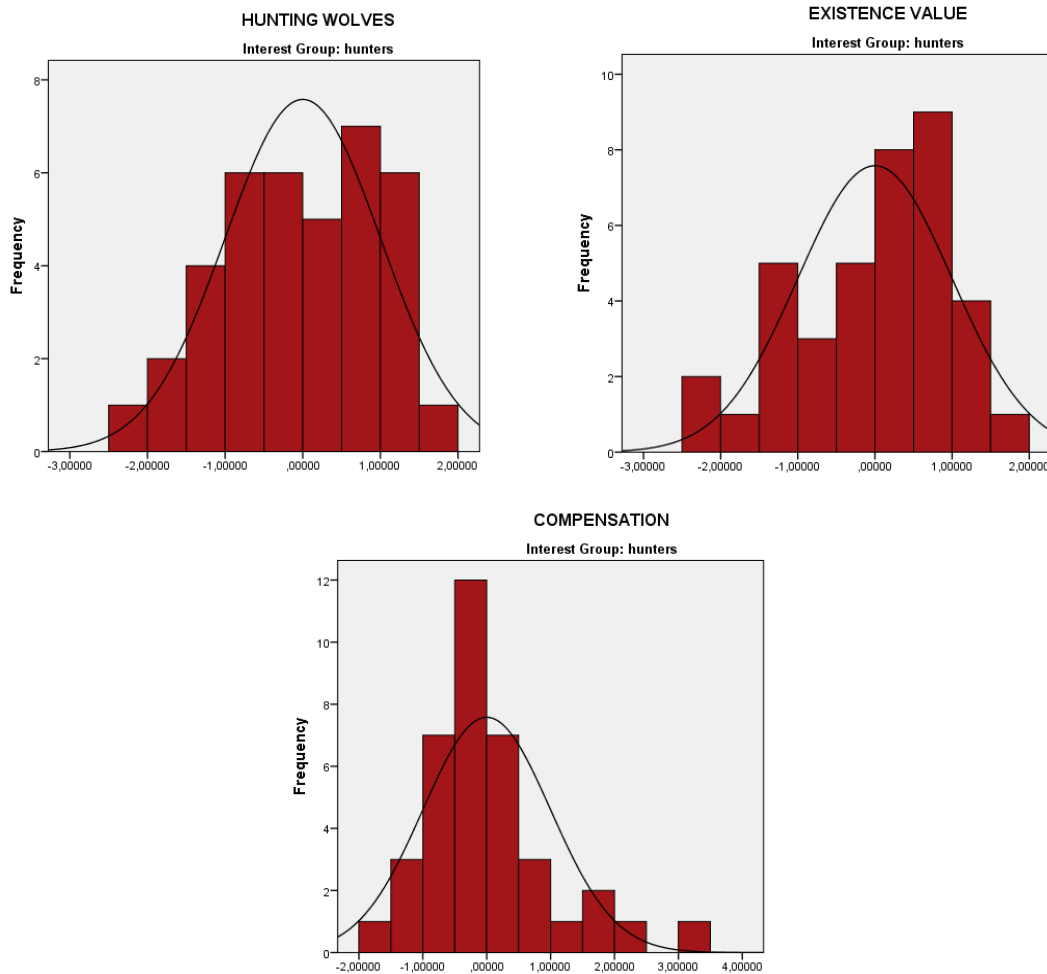 HUNTING WOLVES
Interest Group: hunters
Frequency
8
6
4
2
0
-3,00000 -2,00000 -1,00000 ,00000 1,00000 2,00000
EXISTENCE VALUE
Interest Group: hunters
Frequency
10
8
6
4
2
0
-3,00000 -2,00000 -1,00000 ,00000 1,00000 2,00000
COMPENSATION
Interest Group: hunters
Frequency
12
10
8
6
4
2
0
-2,00000 -1,00000 ,00000 1,00000 2,00000 3,00000 4,00000